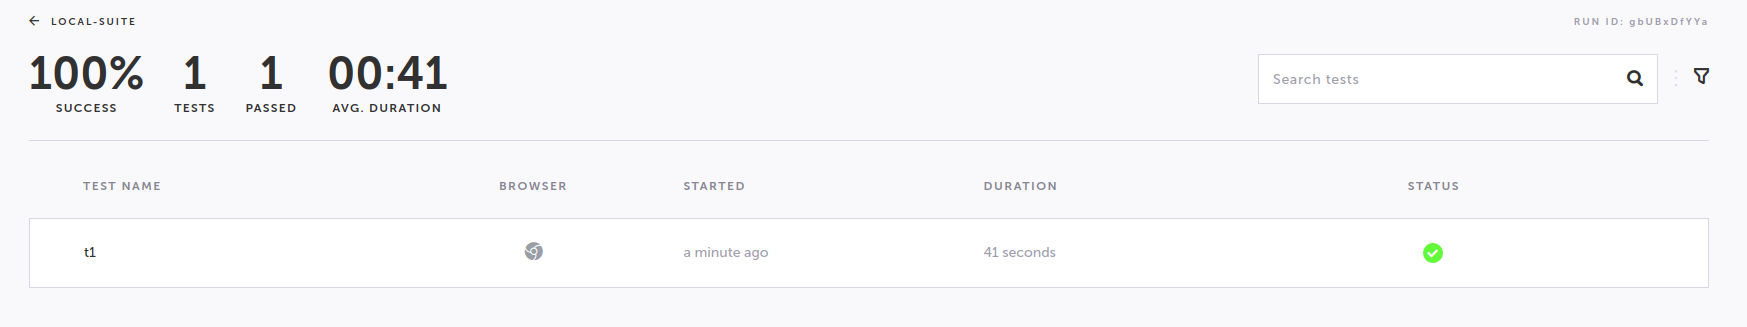 LOCAL-SUITE
RUN ID: gbUBxDfYYa
100% 1 1 00:41
SUCCESS TESTS PASSED AVG. DURATION
Search tests
TEST NAME BROWSER STARTED DURATION STATUS
t1 a minute ago 41 seconds